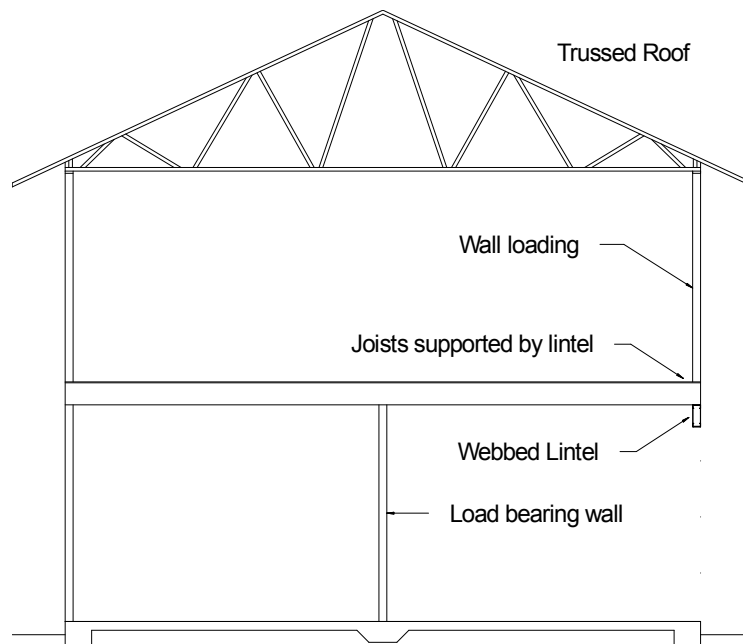 Trussed Roof
Wall loading
Joists supported by lintel
Webbed Lintel
Load bearing wall